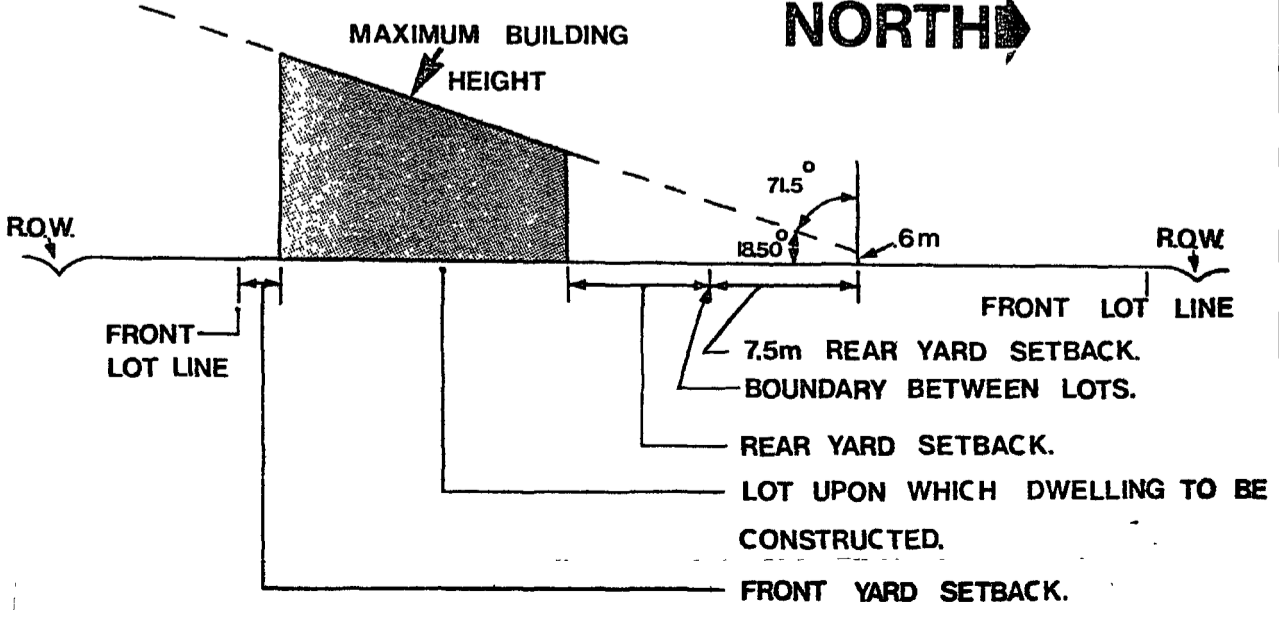 NORTH
MAXIMUM BUILDING
HEIGHT
71.5°
18.50°
.6m
R.O.W.
R.O.W.
FRONT LOT LINE
FRONT
LOT LINE
7.5m REAR YARD SETBACK.
BOUNDARY BETWEEN LOTS.
REAR YARD SETBACK.
LOT UPON WHICH DWELLING TO BE
CONSTRUCTED.
FRONT YARD SETBACK.